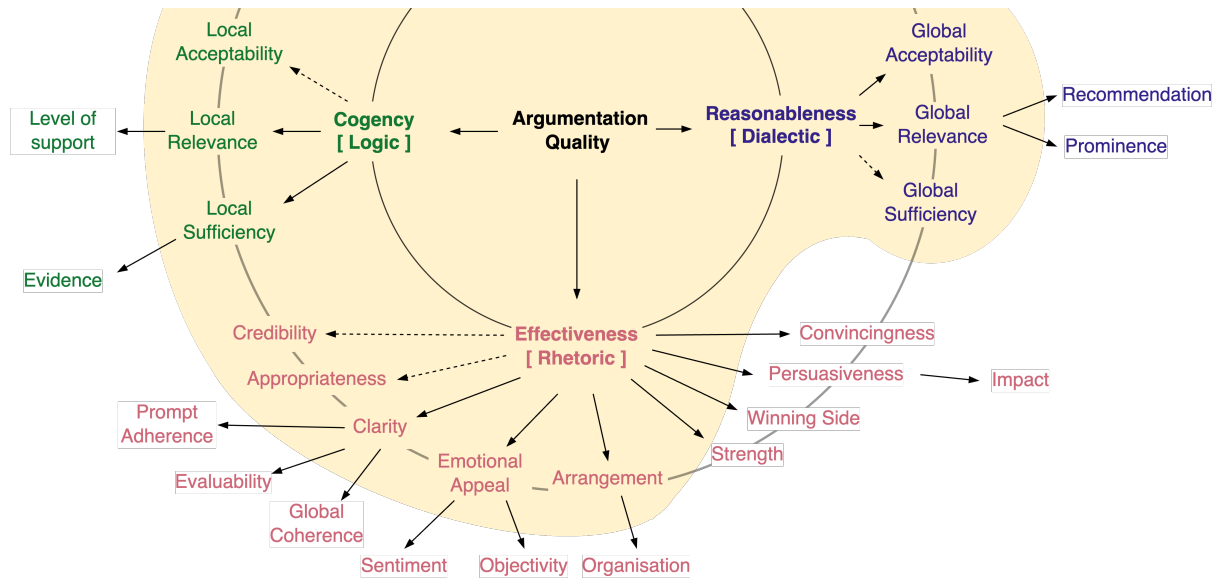 Local
Acceptability
Global
Acceptability
Level of
support
Local
Relevance
Cogency
[ Logic ]
Argumentation
Quality
Reasonableness
[ Dialectic ]
Global
Relevance
Recommendation
Prominence
Local
Sufficiency
Global
Sufficiency
Evidence
Credibility
Effectiveness
[ Rhetoric ]
Convincingness
Appropriateness
Persuasiveness
Impact
Prompt
Adherence
Clarity
Winning Side
Strength
Evaluability
Emotional
Appeal
Arrangement
Global
Coherence
Sentiment
Objectivity
Organisation